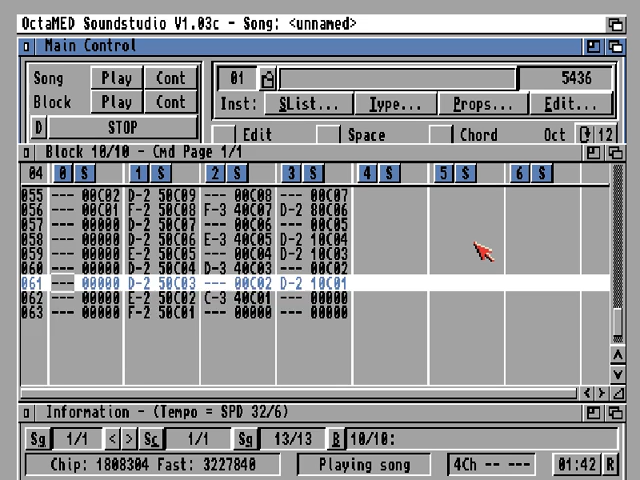 OctaMED Soundstudio V1.03c - Song: <unnamed>
Main Control
Song Play Cont 01 5436
Block Play Cont Inst: SList... Type... Props... Edit...
D STOP
Edit Space Chord Oct 12
Block 10/10 - Cmd Page 1/1
04 0 S 1 S 2 S 3 S 4 S 5 S 6 S
055 --- 00C02 D-2 50C09 --- 00C08 --- 00C07
056 --- 00C01 F-2 50C08 F-3 40C07 D-2 80C06
057 --- 00000 D-2 50C07 --- 00C06 --- 00C05
058 --- 00000 D-2 50C06 E-3 40C05 D-2 10C04
059 --- 00000 E-2 50C05 --- 00C04 D-2 10C03
060 --- 00000 D-2 50C04 D-3 40C03 --- 00C02
061 --- 00000 D-2 50C03 --- 00C02 D-2 10C01
062 --- 00000 E-2 50C02 C-3 40C01 --- 00000
063 --- 00000 F-2 50C01 --- 00000 --- 00000
Information - (Tempo = SPD 32/6)
Sg 1/1 < > Sc 1/1 Sq 13/13 B 10/10:
Chip: 1808304 Fast: 3227840 Playing song 4Ch -- --- 01:42 R